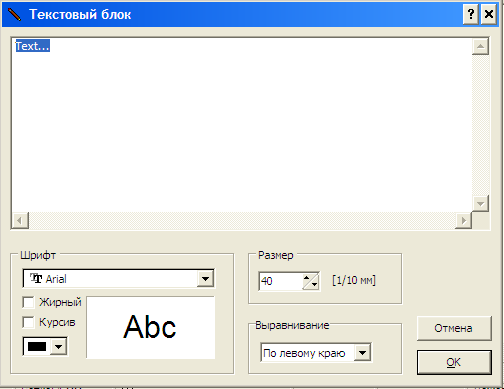 Текстовый блок
Text...
Шрифт
Arial
Жирный
Курсив
Abc
Размер
40 [1/10 мм]
Выравнивание
По левому краю
Отмена
OK